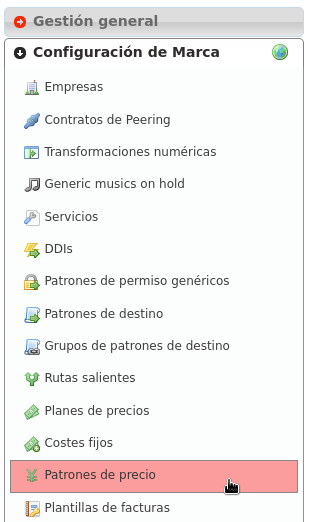 Gestión general
Configuración de Marca
Empresas
Contratos de Peering
Transformaciones numéricas
Generic musics on hold
Servicios
DDIs
Patrones de permiso genéricos
Patrones de destino
Grupos de patrones de destino
Rutas salientes
Planes de precios
Costes fijos
Patrones de precio
Plantillas de facturas